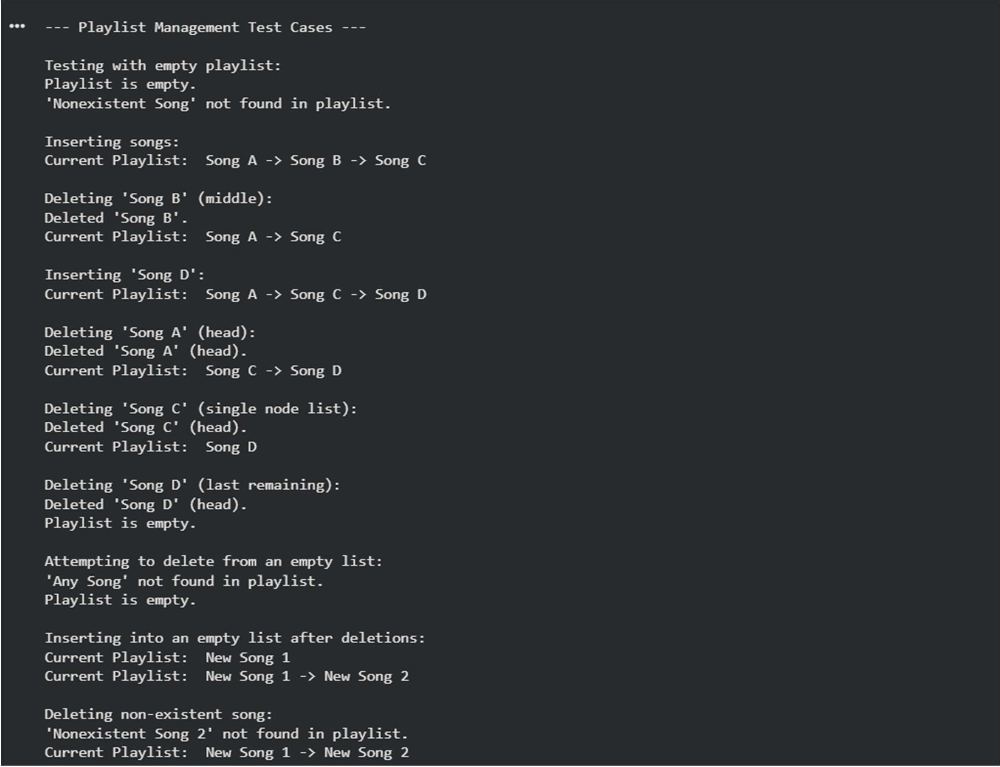 --- Playlist Management Test Cases ---
Testing with empty playlist:
Playlist is empty.
'Nonexistent Song' not found in playlist.
Inserting songs:
Current Playlist:  Song A -> Song B -> Song C
Deleting 'Song B' (middle):
Deleted 'Song B'.
Current Playlist:  Song A -> Song C
Inserting 'Song D':
Current Playlist:  Song A -> Song C -> Song D
Deleting 'Song A' (head):
Deleted 'Song A' (head).
Current Playlist:  Song C -> Song D
Deleting 'Song C' (single node list):
Deleted 'Song C' (head).
Current Playlist:  Song D
Deleting 'Song D' (last remaining):
Deleted 'Song D' (head).
Playlist is empty.
Attempting to delete from an empty list:
'Any Song' not found in playlist.
Playlist is empty.
Inserting into an empty list after deletions:
Current Playlist:  New Song 1
Current Playlist:  New Song 1 -> New Song 2
Deleting non-existent song:
'Nonexistent Song 2' not found in playlist.
Current Playlist:  New Song 1 -> New Song 2